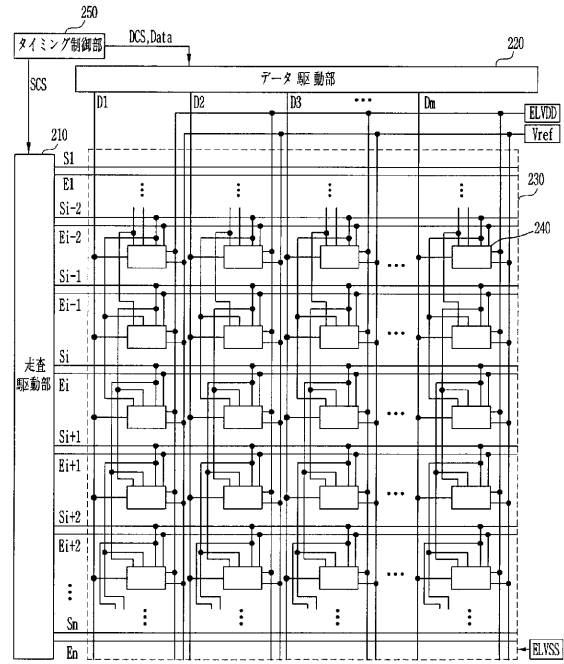 250
タイミング制御部
DCS,Data
220
データ駆動部
SCS
D1 D2 D3 ••• Dm
ELVDD
Vref
210
S1
E1
230
Si-2
Ei-2
240
Si-1
Ei-1
走査
駆動部
Si
Ei
Si+1
Ei+1
Si+2
Ei+2
Sn
En
ELVSS